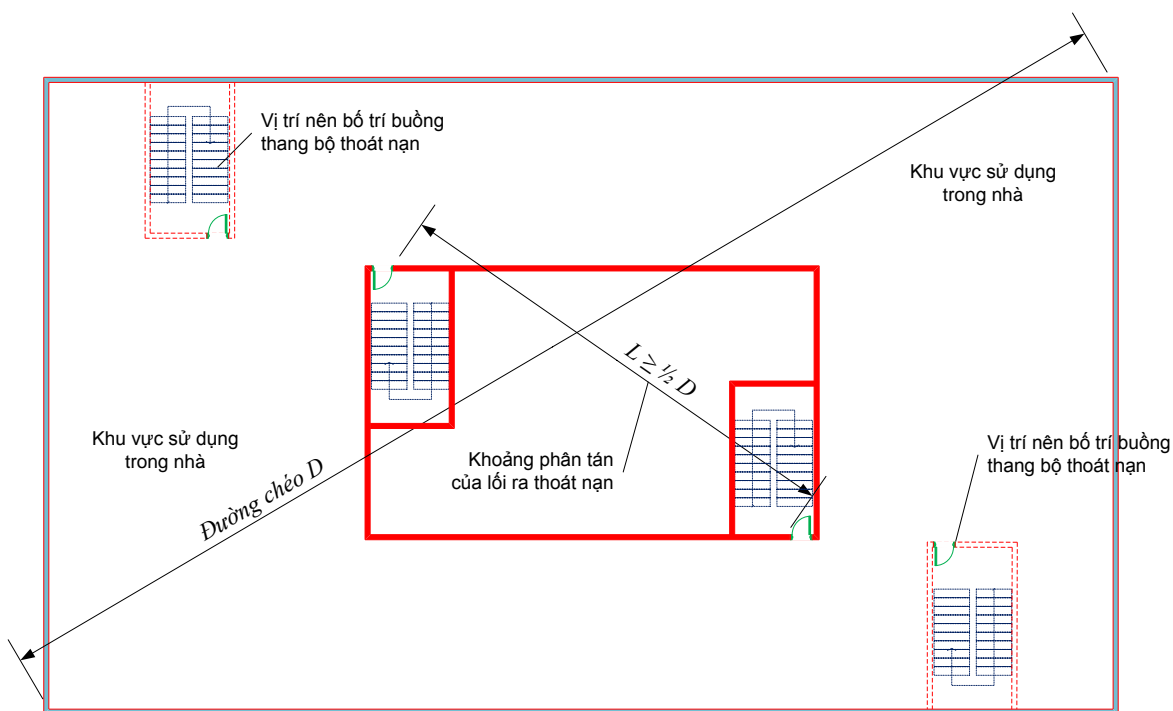 Vị trí nên bố trí buồng
thang bộ thoát nạn
Khu vực sử dụng
trong nhà
L ≥ ½ D
Khu vực sử dụng
trong nhà
Đường chéo D
Khoảng phân tán
của lối ra thoát nạn
Vị trí nên bố trí buồng
thang bộ thoát nạn